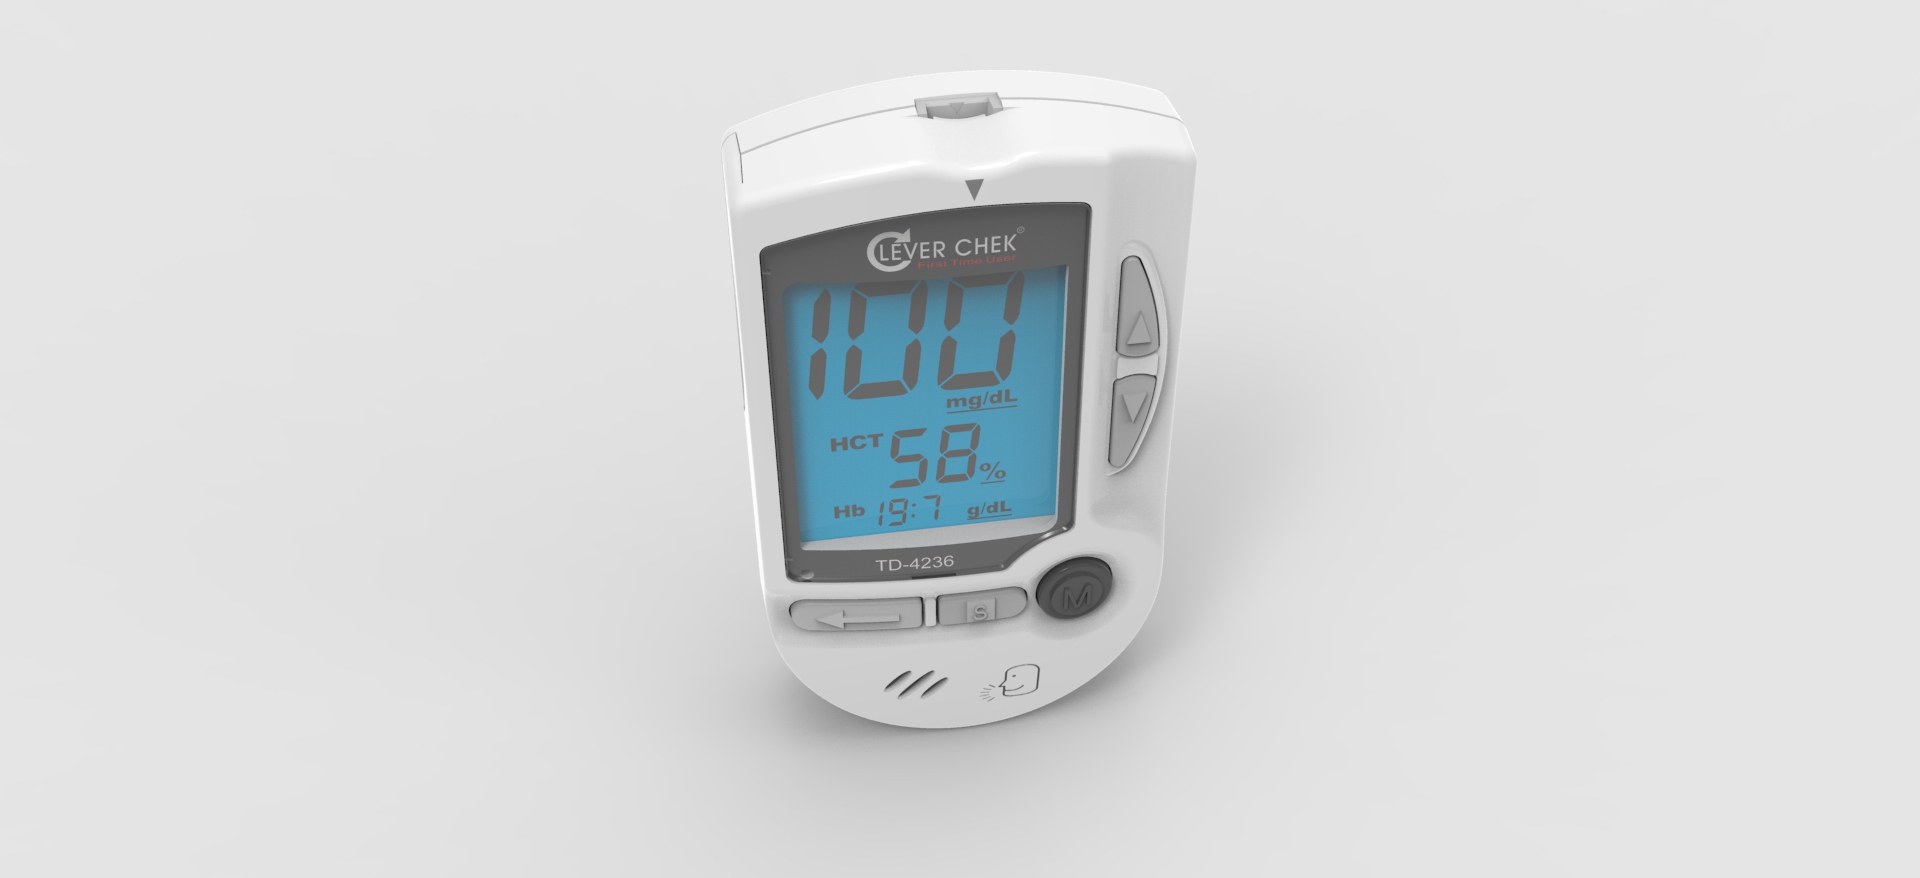 CLEVER CHEK®
First Time User
100
mg/dL
HCT 58 %
Hb 19:7 g/dL
TD-4236
S
M